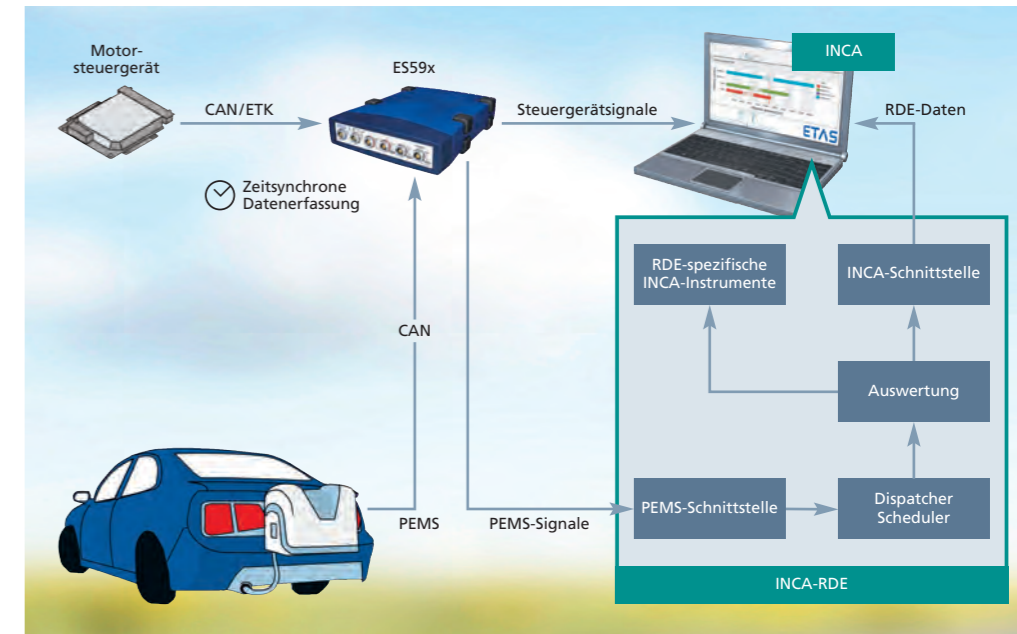 Motor-
steuergerät
CAN/ETK
ES59x
Steuergerätsignale
INCA
RDE-Daten
ETAS
Zeitsynchrone
Datenerfassung
CAN
RDE-spezifische
INCA-Instrumente
INCA-Schnittstelle
Auswertung
PEMS
PEMS-Signale
PEMS-Schnittstelle
Dispatcher
Scheduler
INCA-RDE